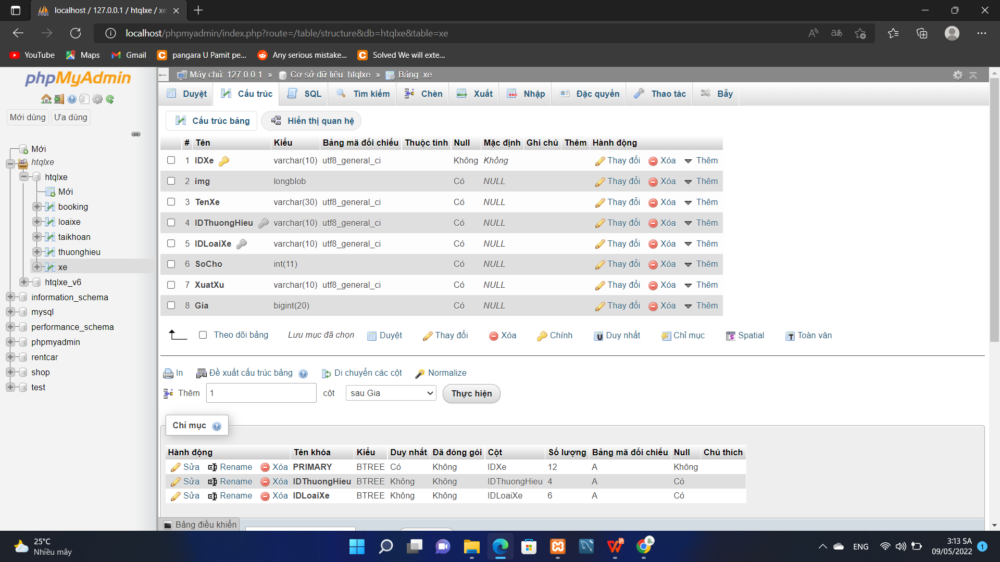 localhost / 127.0.0.1 / htqlxe / xe
localhost/phpmyadmin/index.php?route=/table/structure&db=htqlxe&table=xe
YouTube Maps Gmail pangara U Pamit pe... Any serious mistake... Solved We will exte...
phpMyAdmin
Mới dùng Ưa dùng
Mới
htqlxe
htqlxe
Mới
booking
loaixe
taikhoan
thuonghieu
xe
htqlxe_v6
information_schema
mysql
performance_schema
phpmyadmin
rentcar
shop
test
Máy chủ: 127.0.0.1 » Cơ sở dữ liệu: htqlxe » Bảng: xe
Duyệt Cấu trúc SQL Tìm kiếm Chèn Xuất Nhập Đặc quyền Thao tác Bẫy
Cấu trúc bảng Hiển thị quan hệ
# Tên Kiểu Bảng mã đối chiếu Thuộc tính Null Mặc định Ghi chú Thêm Hành động
1 IDXe varchar(10) utf8_general_ci Không Không Thay đổi Xóa Thêm
2 img longblob Có NULL Thay đổi Xóa Thêm
3 TenXe varchar(30) utf8_general_ci Có NULL Thay đổi Xóa Thêm
4 IDThuongHieu varchar(10) utf8_general_ci Có NULL Thay đổi Xóa Thêm
5 IDLoaiXe varchar(10) utf8_general_ci Có NULL Thay đổi Xóa Thêm
6 SoCho int(11) Có NULL Thay đổi Xóa Thêm
7 XuatXu varchar(10) utf8_general_ci Có NULL Thay đổi Xóa Thêm
8 Gia bigint(20) Có NULL Thay đổi Xóa Thêm
Theo dõi bảng Lưu mục đã chọn Duyệt Thay đổi Xóa Chính Duy nhất Chỉ mục Spatial Toàn văn
In Đề xuất cấu trúc bảng Di chuyển các cột Normalize
Thêm 1 cột sau Gia Thực hiện
Chỉ mục
Hành động Tên khóa Kiểu Duy nhất Đã đóng gói Cột Số lượng Bảng mã đối chiếu Null Chú thích
Sửa Rename Xóa PRIMARY BTREE Có Không IDXe 12 A Không
Sửa Rename Xóa IDThuongHieu BTREE Không Không IDThuongHieu 4 A Có
Sửa Rename Xóa IDLoaiXe BTREE Không Không IDLoaiXe 6 A Có
Bảng điều khiển
25°C
Nhiều mây
ENG
3:13 SA
09/05/2022
1